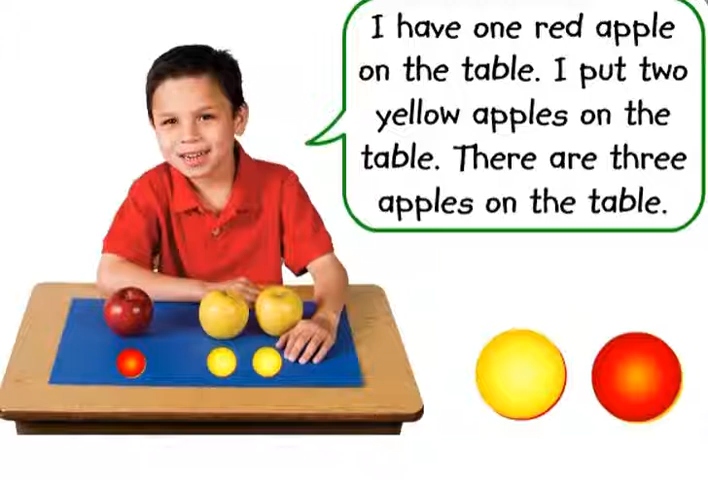 I have one red apple
on the table. I put two
yellow apples on the
table. There are three
apples on the table.